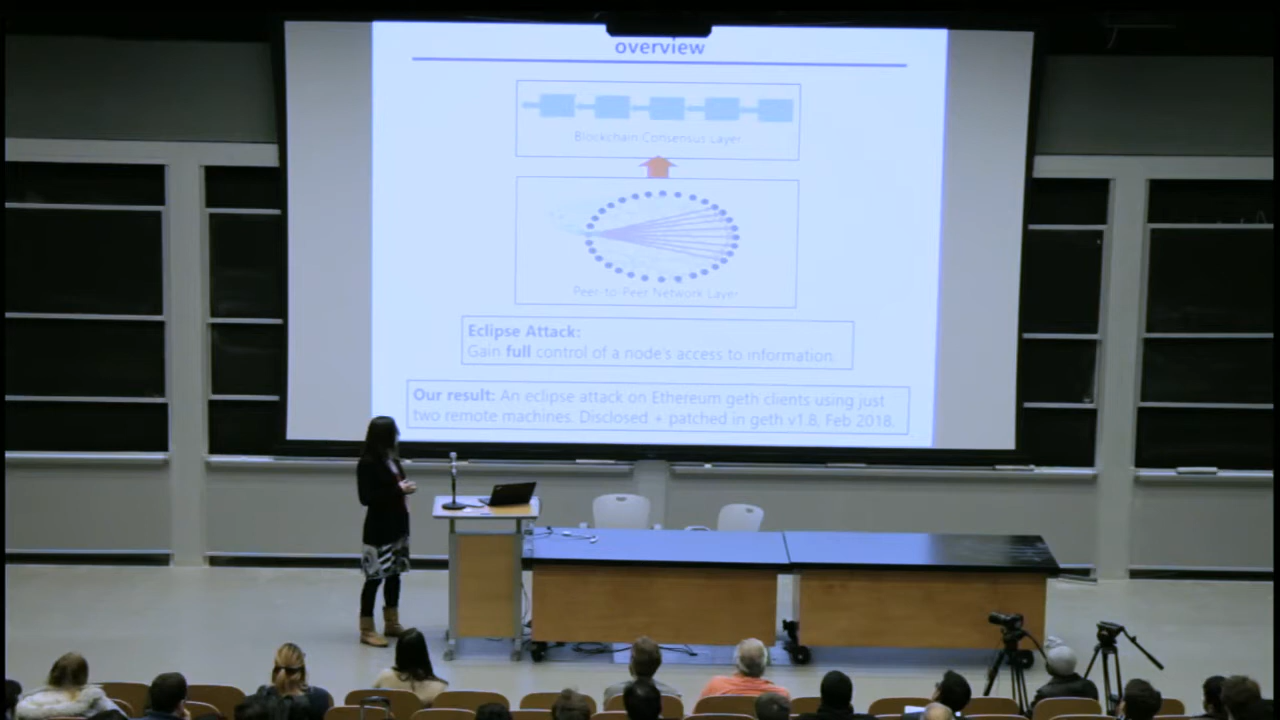 overview
Blockchain Consensus Layer
Peer-to-Peer Network Layer
Eclipse Attack:
Gain full control of a node's access to information.
Our result: An eclipse attack on Ethereum geth clients using just
two remote machines. Disclosed + patched in geth v1.8, Feb 2018.